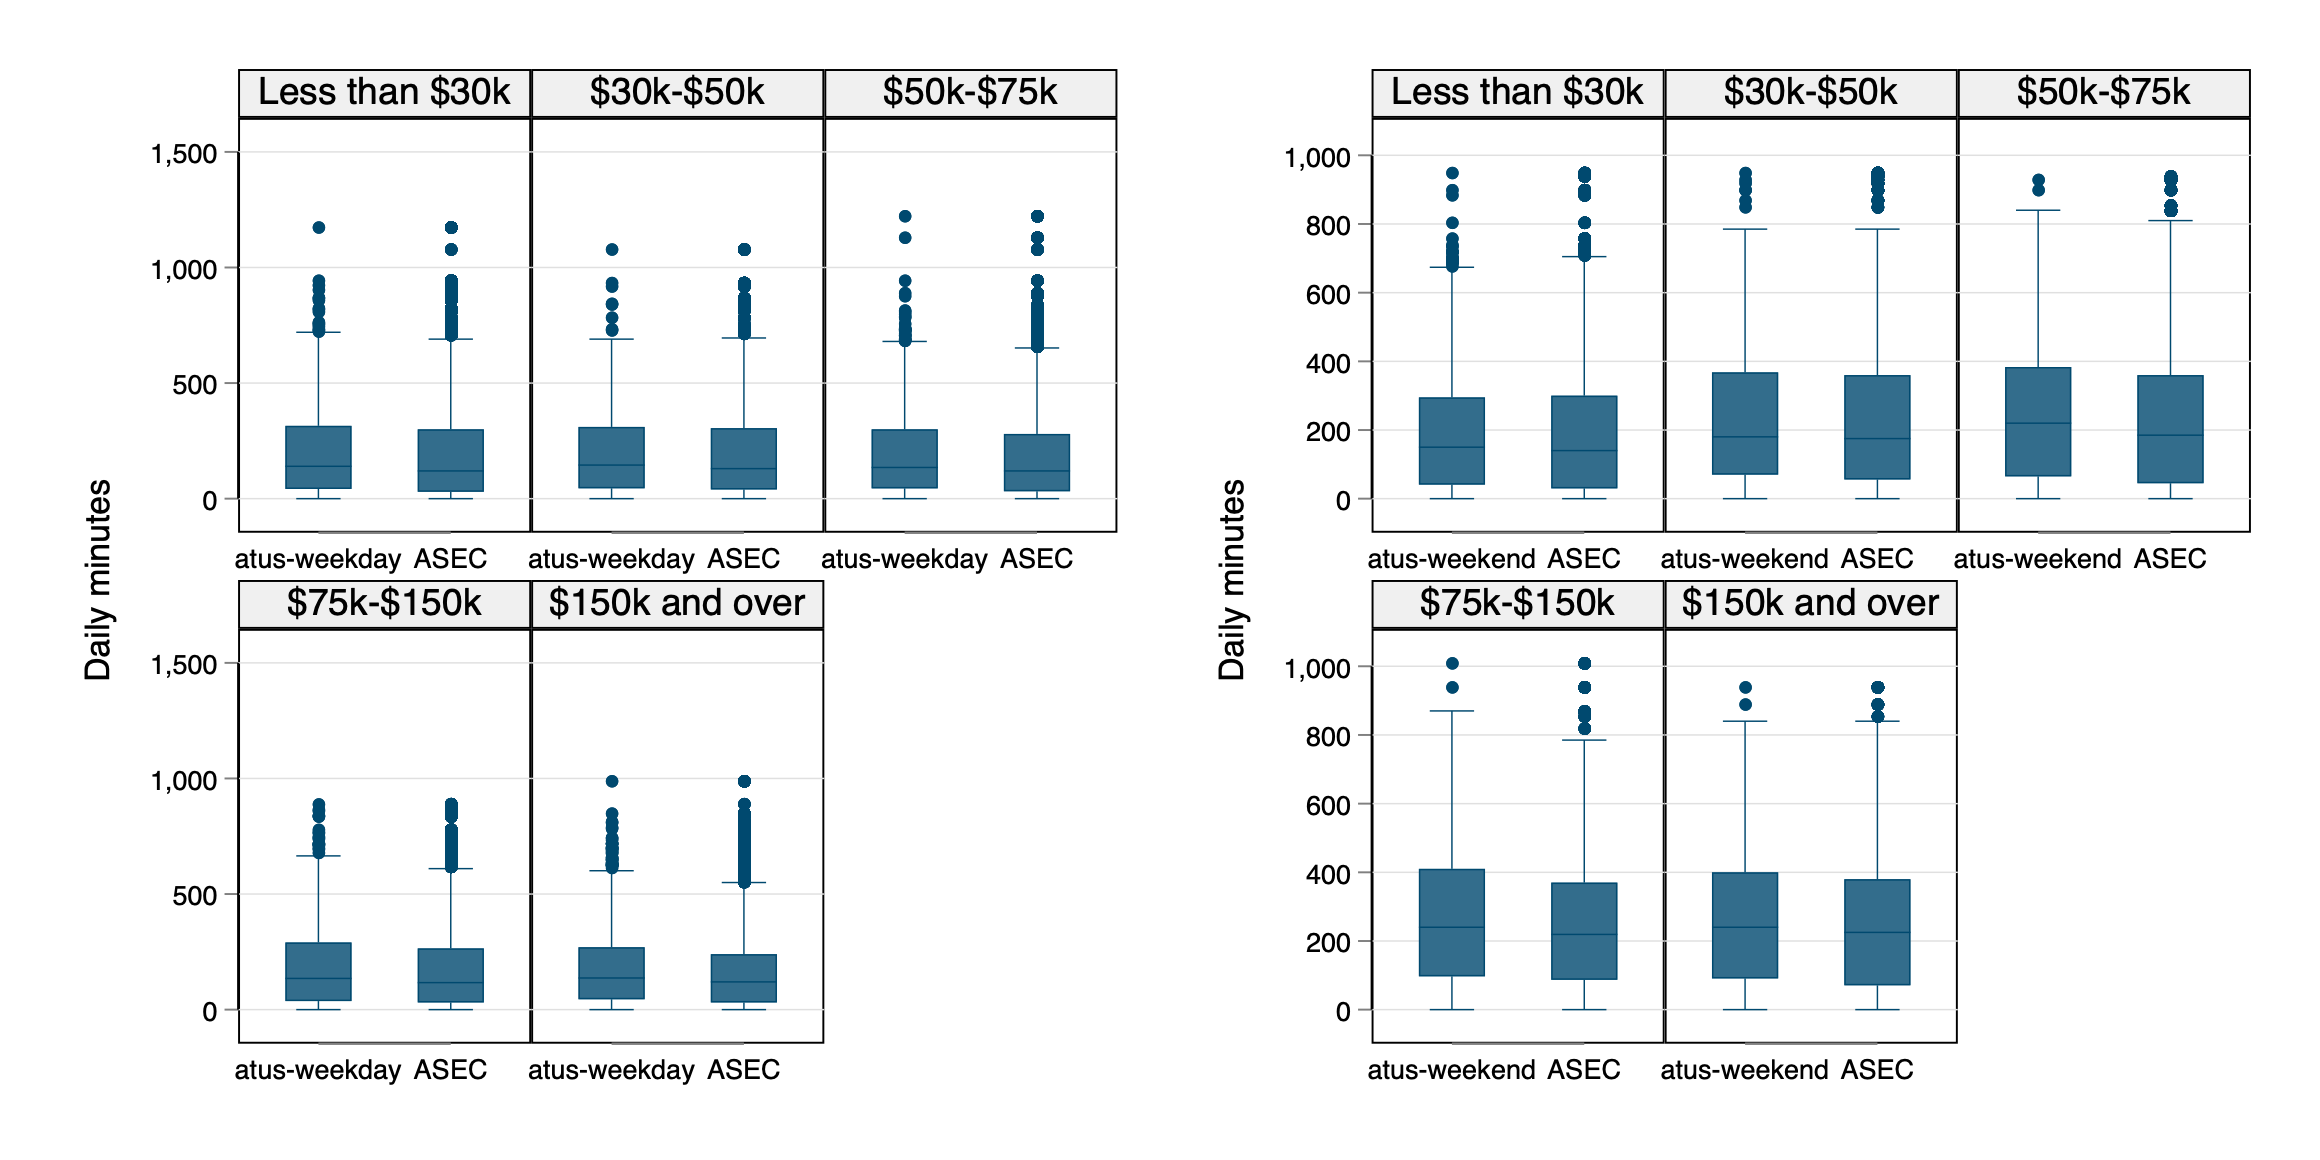 Daily minutes
Less than $30k $30k-$50k $50k-$75k
1,500
1,000
500
0
atus-weekday ASEC atus-weekday ASEC atus-weekday ASEC
$75k-$150k $150k and over
1,500
1,000
500
0
atus-weekday ASEC atus-weekday ASEC
Daily minutes
Less than $30k $30k-$50k $50k-$75k
1,000
800
600
400
200
0
atus-weekend ASEC atus-weekend ASEC atus-weekend ASEC
$75k-$150k $150k and over
1,000
800
600
400
200
0
atus-weekend ASEC atus-weekend ASEC